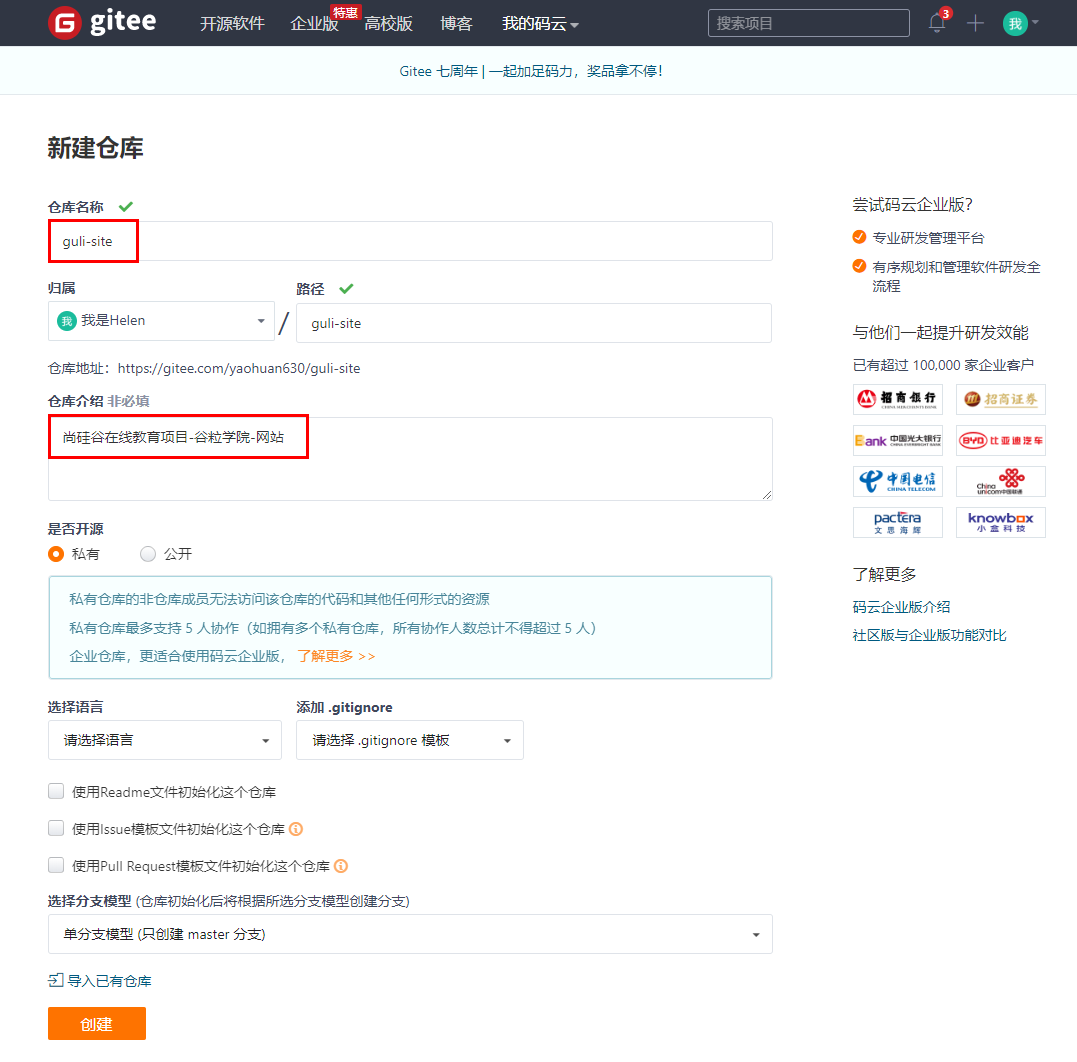 gitee
开源软件 企业版 特惠 高校版 博客 我的码云 搜索项目 3 我
Gitee 七周年 | 一起加足码力，奖品拿不停！
新建仓库
仓库名称
guli-site
归属 路径
我 我是Helen / guli-site
仓库地址：https://gitee.com/yaohuan630/guli-site
仓库介绍 非必填
尚硅谷在线教育项目-谷粒学院-网站
是否开源
私有 公开
私有仓库的非仓库成员无法访问该仓库的代码和其他任何形式的资源
私有仓库最多支持 5 人协作（如拥有多个私有仓库，所有协作人数总计不得超过 5 人）
企业仓库，更适合使用码云企业版， 了解更多 >>
选择语言 添加 .gitignore
请选择语言 请选择 .gitignore 模板
使用Readme文件初始化这个仓库
使用Issue模板文件初始化这个仓库
使用Pull Request模板文件初始化这个仓库
选择分支模型 (仓库初始化后将根据所选分支模型创建分支)
单分支模型 (只创建 master 分支)
导入已有仓库
创建
尝试码云企业版？
专业研发管理平台
有序规划和管理软件研发全
流程
与他们一起提升研发效能
已有超过 100,000 家企业客户
招商银行 招商证券
CHINA MERCHANTS BANK
Bank 中国光大银行 BYD 比亚迪汽车
CHINA EVERBRIGHT BANK
中国电信 China
CHINA TELECOM unicom中国联通
pactera knowbox
文思海辉 小盒科技
了解更多
码云企业版介绍
社区版与企业版功能对比